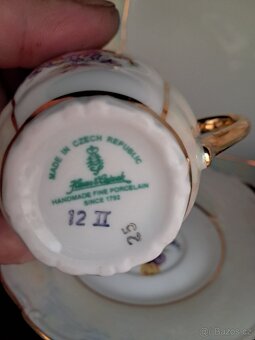 MADE IN CZECH REPUBLIC
Haas & Czjzek
HANDMADE FINE PORCELAIN
SINCE 1792
12 II
25